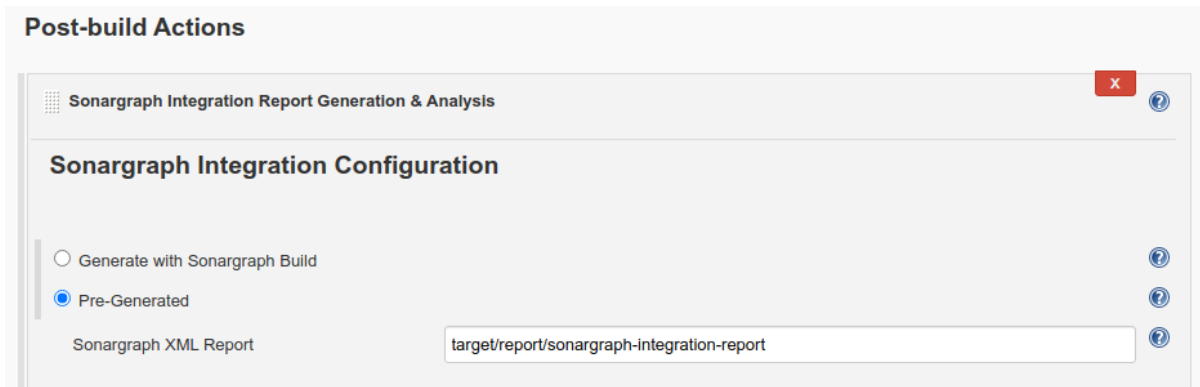 Post-build Actions
X
Sonargraph Integration Report Generation & Analysis
?
Sonargraph Integration Configuration
Generate with Sonargraph Build
?
Pre-Generated
?
Sonargraph XML Report
target/report/sonargraph-integration-report
?